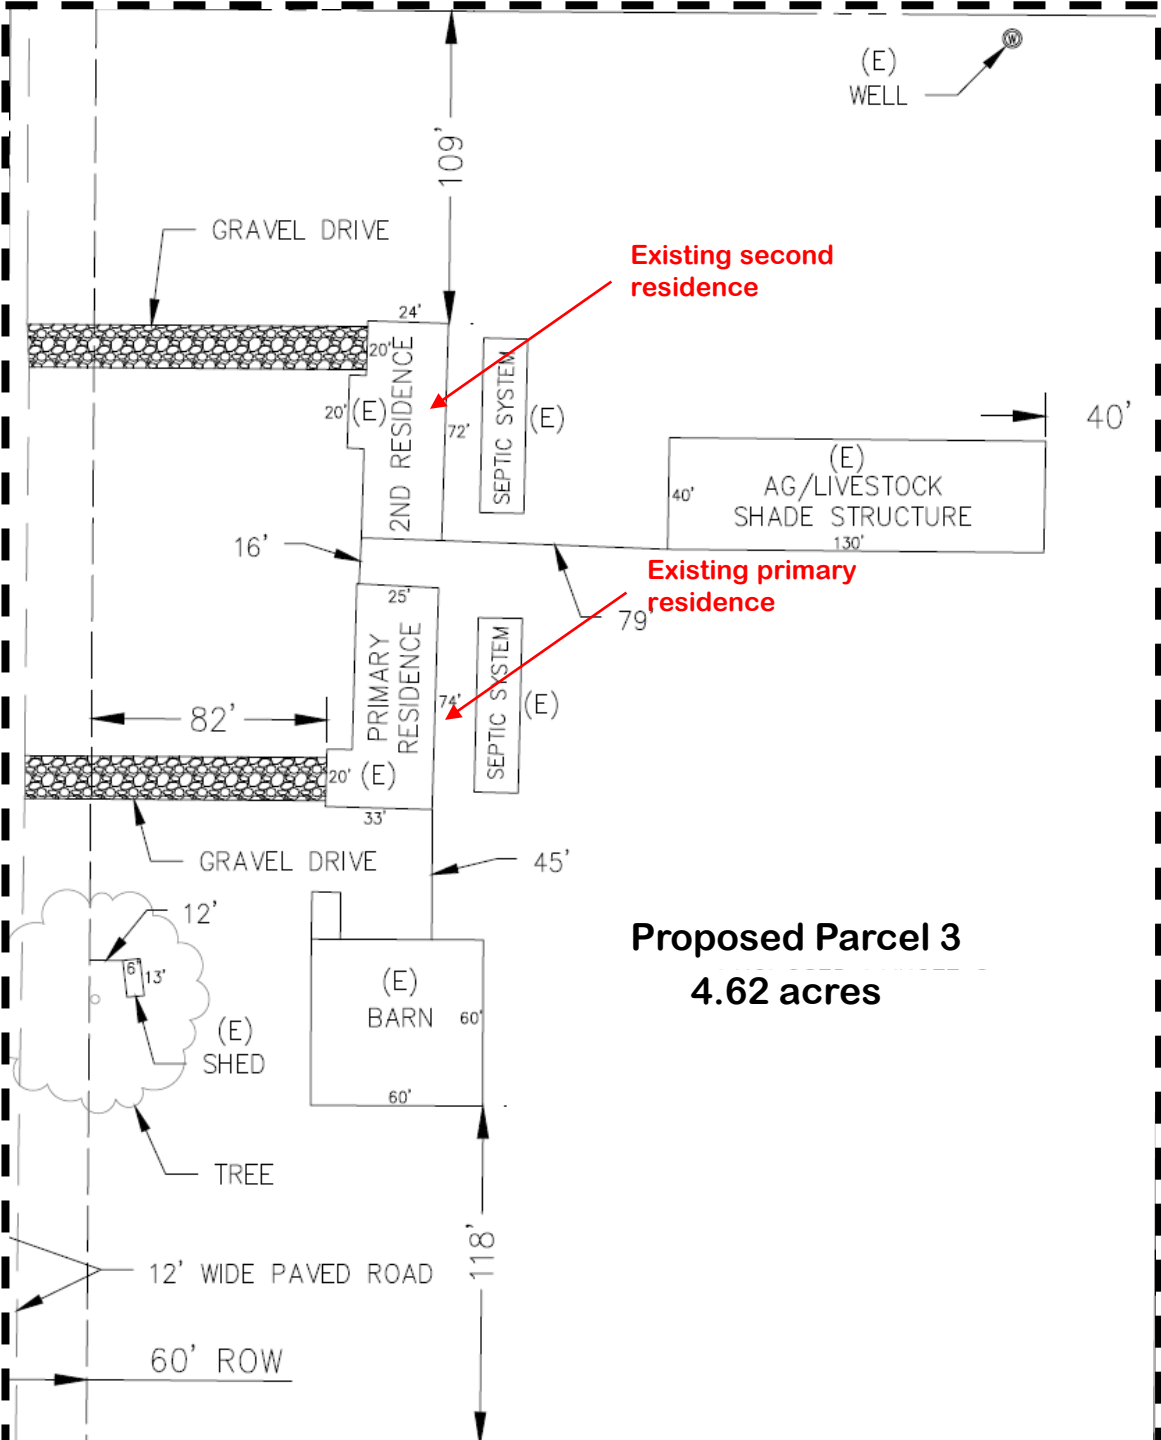 (E)
WELL
W
109'
GRAVEL DRIVE
Existing second
residence
24'
20'
2ND RESIDENCE
20'
(E)
72'
SEPTIC SYSTEM
(E)
40'
(E)
AG/LIVESTOCK
SHADE STRUCTURE
40'
130'
16'
79'
Existing primary
residence
25'
PRIMARY
RESIDENCE
74'
SEPTIC SYSTEM
(E)
82'
20'
(E)
33'
GRAVEL DRIVE
45'
12'
6'
13'
(E)
SHED
(E)
BARN
60'
60'
Proposed Parcel 3
4.62 acres
TREE
118'
12' WIDE PAVED ROAD
60' ROW